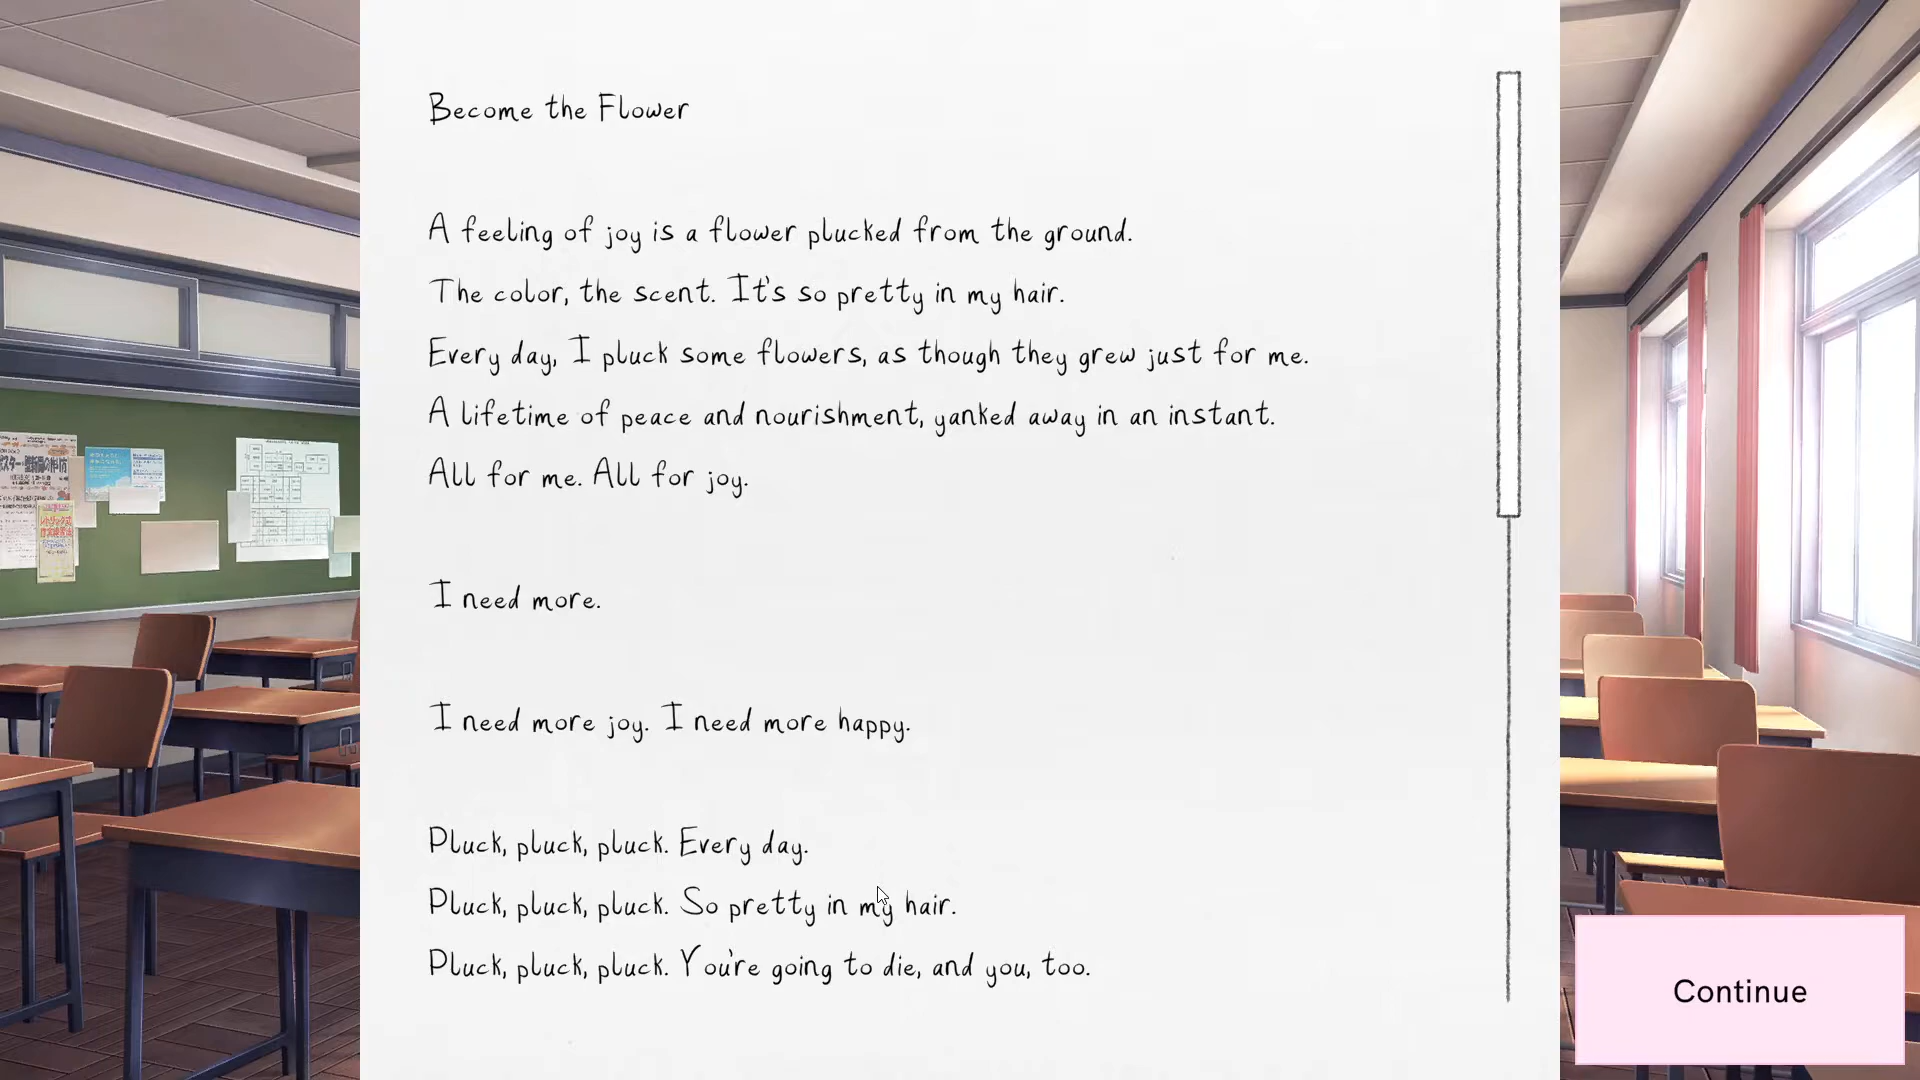 Become the Flower
A feeling of joy is a flower plucked from the ground.
The color, the scent. It's so pretty in my hair.
Every day, I pluck some flowers, as though they grew just for me.
A lifetime of peace and nourishment, yanked away in an instant.
All for me. All for joy.
I need more.
I need more joy. I need more happy.
Pluck, pluck, pluck. Every day.
Pluck, pluck, pluck. So pretty in my hair.
Pluck, pluck, pluck. You're going to die, and you, too.
Continue